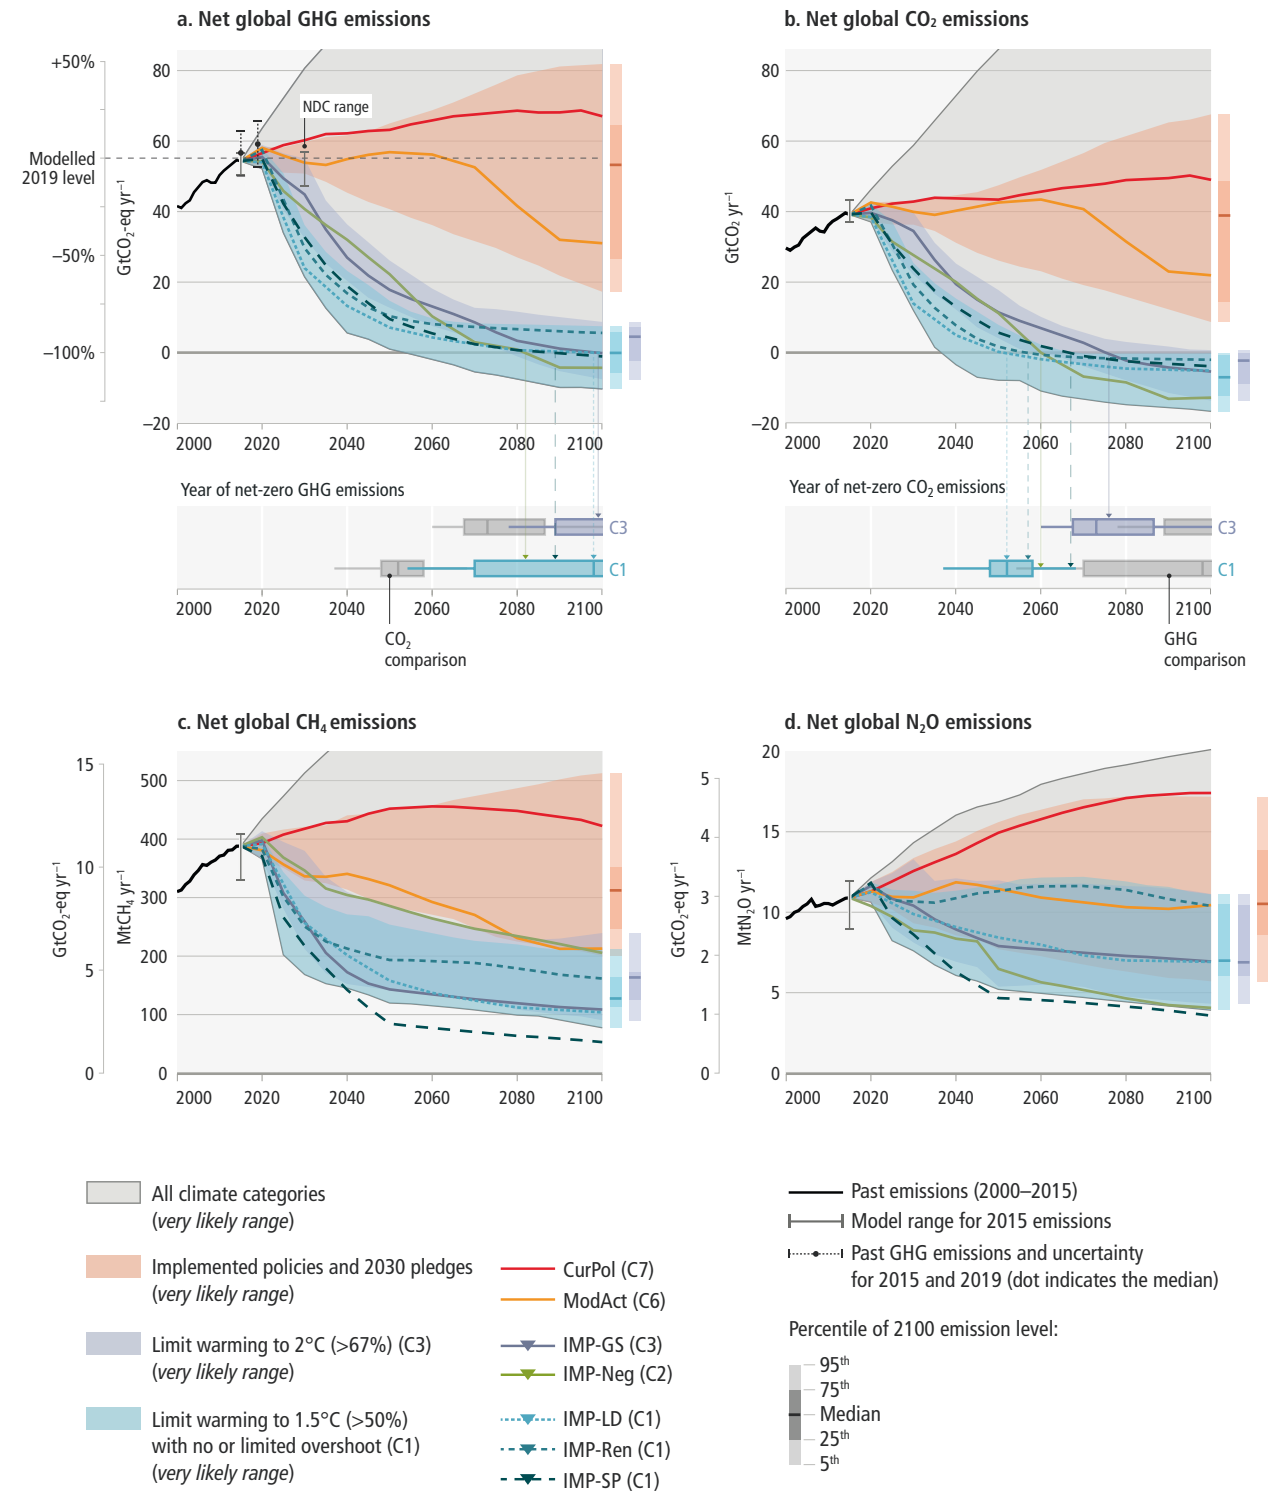 a. Net global GHG emissions
+50%
Modelled
2019 level
−50%
−100%
GtCO2-eq yr−1
80
60
40
20
0
−20
NDC range
2000 2020 2040 2060 2080 2100
Year of net-zero GHG emissions
C3
C1
2000 2020 2040 2060 2080 2100
CO2
comparison
b. Net global CO2 emissions
GtCO2 yr−1
80
60
40
20
0
−20
2000 2020 2040 2060 2080 2100
Year of net-zero CO2 emissions
C3
C1
2000 2020 2040 2060 2080 2100
GHG
comparison
c. Net global CH4 emissions
GtCO2-eq yr−1
15
10
5
0
MtCH4 yr−1
500
400
300
200
100
0
2000 2020 2040 2060 2080 2100
d. Net global N2O emissions
GtCO2-eq yr−1
5
4
3
2
1
0
MtN2O yr−1
20
15
10
5
0
2000 2020 2040 2060 2080 2100
All climate categories
(very likely range)
Implemented policies and 2030 pledges
(very likely range)
Limit warming to 2°C (>67%) (C3)
(very likely range)
Limit warming to 1.5°C (>50%)
with no or limited overshoot (C1)
(very likely range)
CurPol (C7)
ModAct (C6)
IMP-GS (C3)
IMP-Neg (C2)
IMP-LD (C1)
IMP-Ren (C1)
IMP-SP (C1)
Past emissions (2000–2015)
Model range for 2015 emissions
Past GHG emissions and uncertainty
for 2015 and 2019 (dot indicates the median)
Percentile of 2100 emission level:
95th
75th
Median
25th
5th